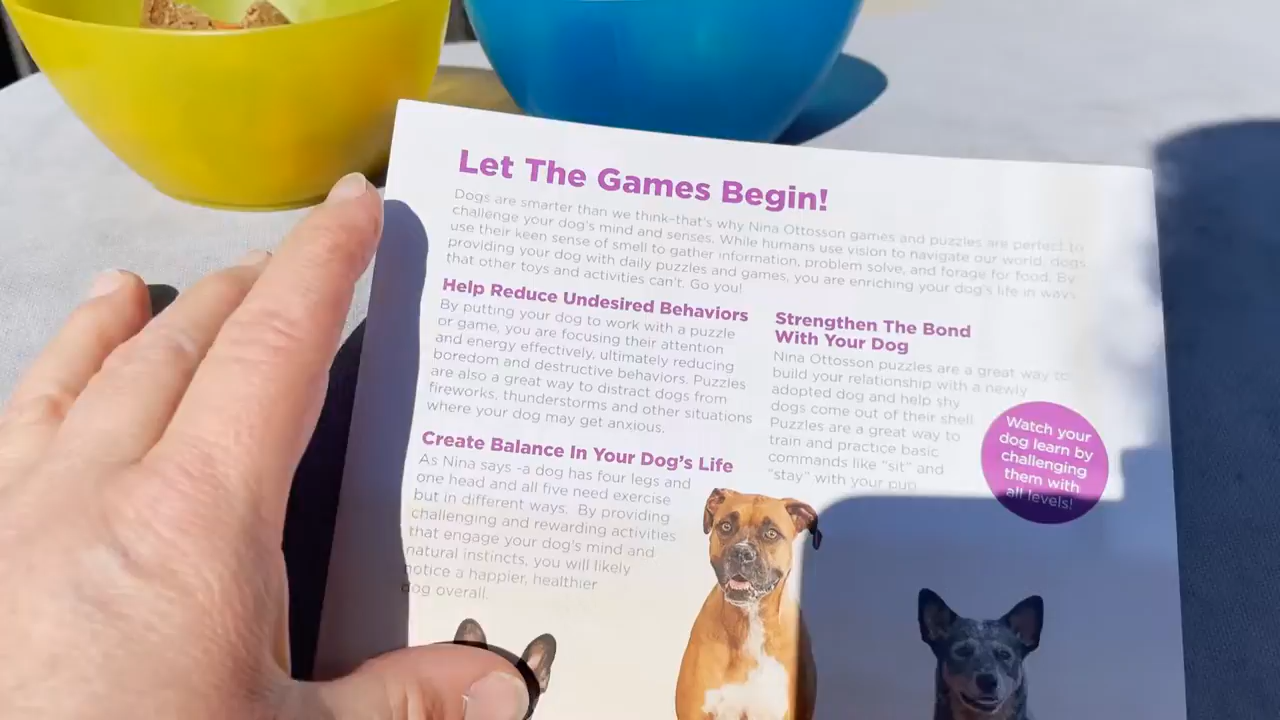 Let The Games Begin!
Dogs are smarter than we think–that's why Nina Ottosson games and puzzles are perfect to
challenge your dog's mind and senses. While humans use vision to navigate our world, dogs
use their keen sense of smell to gather information, problem solve, and forage for food. By
providing your dog with daily puzzles and games, you are enriching your dog's life in ways
that other toys and activities can't. Go you!
Help Reduce Undesired Behaviors
By putting your dog to work with a puzzle
or game, you are focusing their attention
and energy effectively, ultimately reducing
boredom and destructive behaviors. Puzzles
are also a great way to distract dogs from
fireworks, thunderstorms and other situations
where your dog may get anxious.
Create Balance In Your Dog's Life
As Nina says -a dog has four legs and
one head and all five need exercise
but in different ways. By providing
challenging and rewarding activities
that engage your dog's mind and
natural instincts, you will likely
notice a happier, healthier
dog overall.
Strengthen The Bond
With Your Dog
Nina Ottosson puzzles are a great way to
build your relationship with a newly
adopted dog and help shy
dogs come out of their shell.
Puzzles are a great way to
train and practice basic
commands like "sit" and
"stay" with your pup.
Watch your
dog learn by
challenging
them with
all levels!